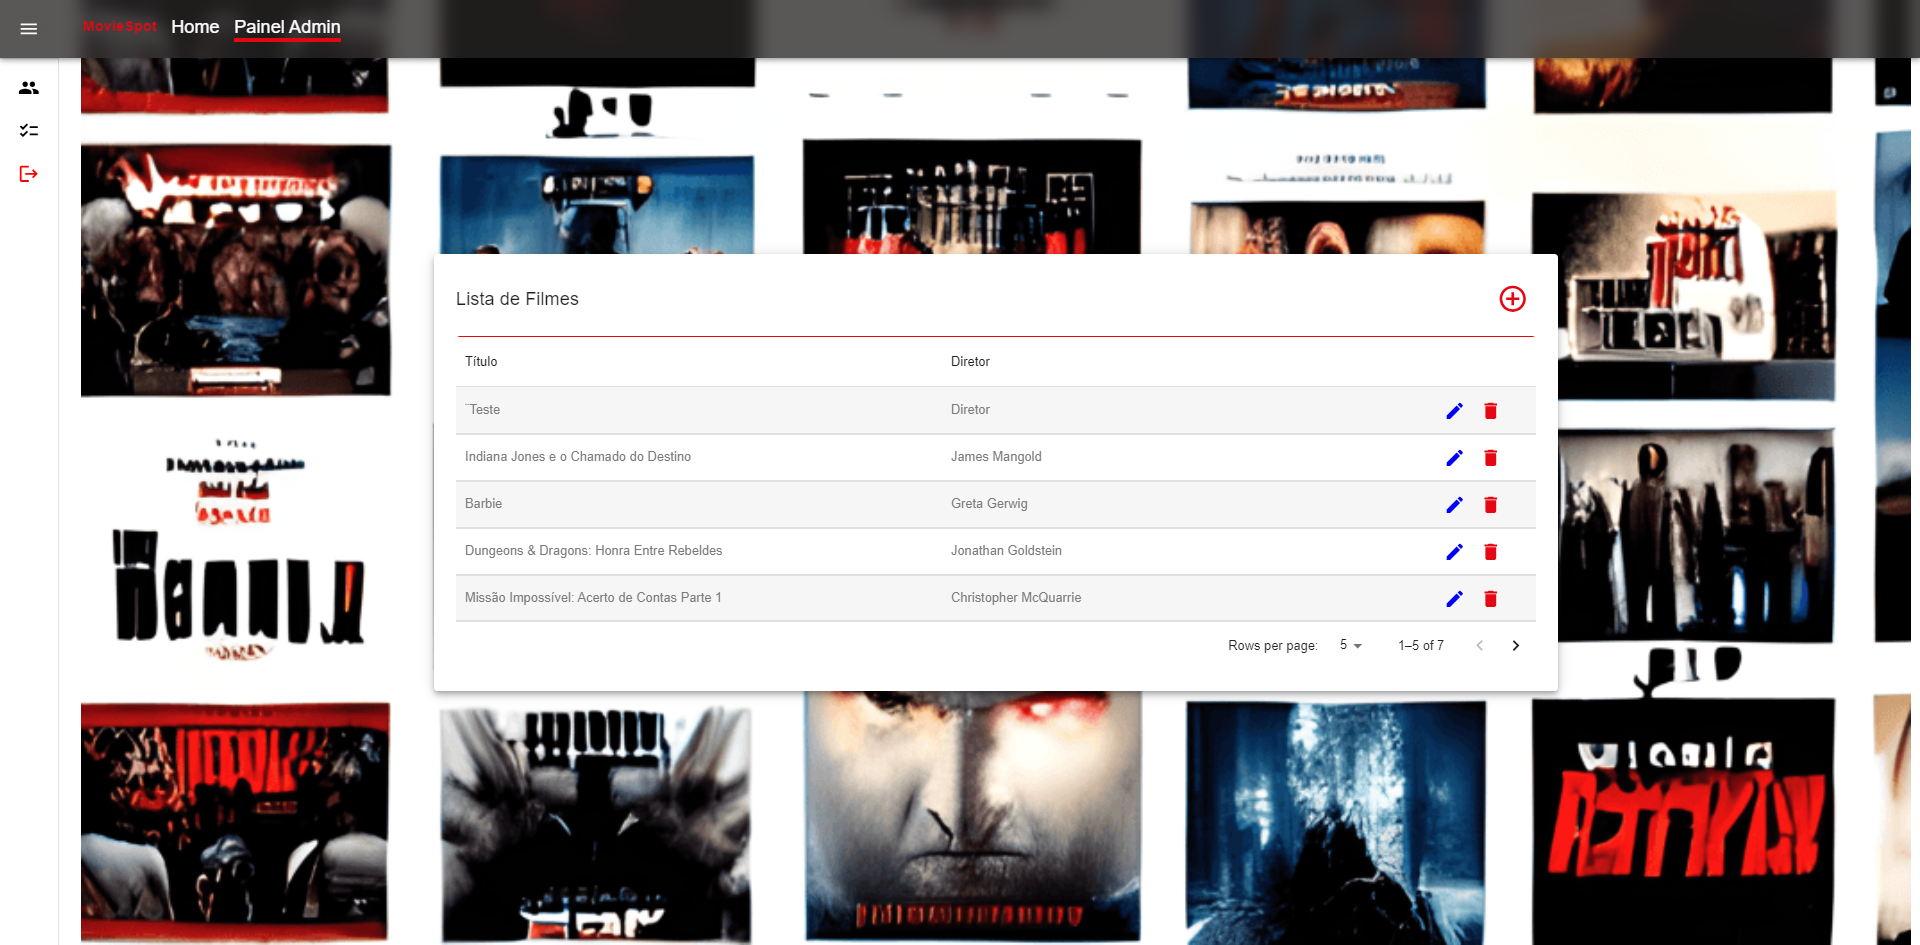 MovieSpot Home Painel Admin
Lista de Filmes
Título Diretor
¨Teste Diretor
Indiana Jones e o Chamado do Destino James Mangold
Barbie Greta Gerwig
Dungeons & Dragons: Honra Entre Rebeldes Jonathan Goldstein
Missão Impossível: Acerto de Contas Parte 1 Christopher McQuarrie
Rows per page: 5 1–5 of 7